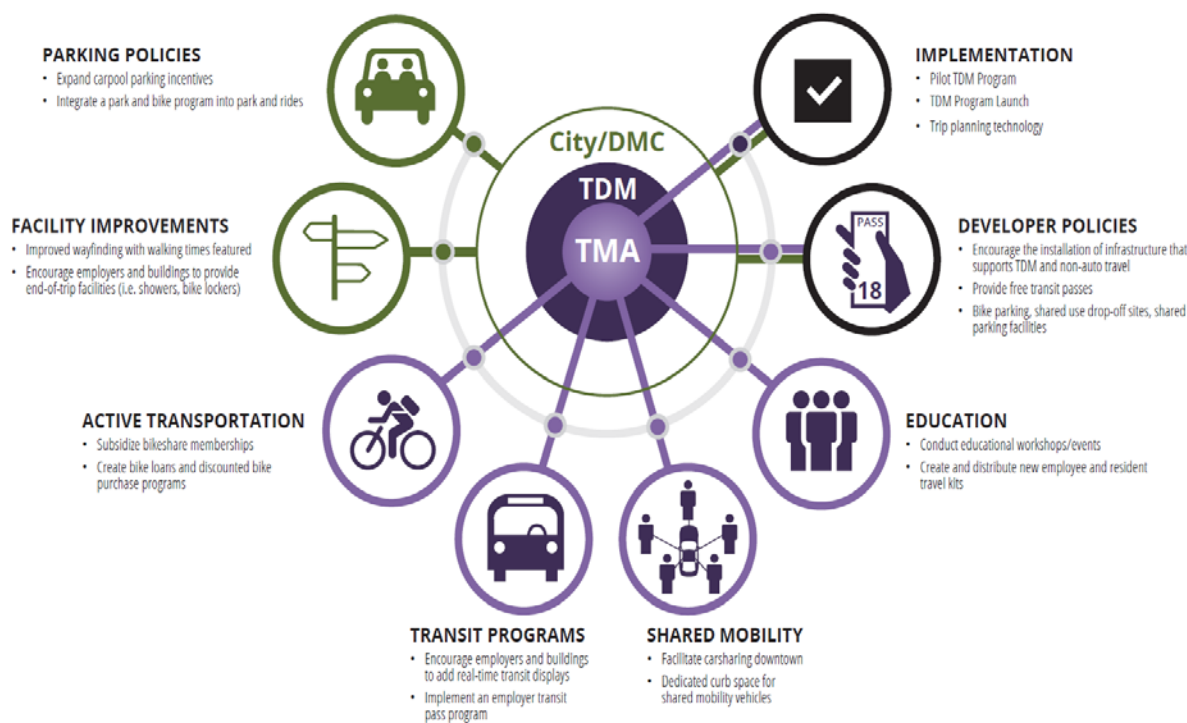 PARKING POLICIES
• Expand carpool parking incentives
• Integrate a park and bike program into park and rides
IMPLEMENTATION
• Pilot TDM Program
• TDM Program Launch
• Trip planning technology
City/DMC
TDM
TMA
FACILITY IMPROVEMENTS
• Improved wayfinding with walking times featured
• Encourage employers and buildings to provide
end-of-trip facilities (i.e. showers, bike lockers)
PASS
18
DEVELOPER POLICIES
• Encourage the installation of infrastructure that
supports TDM and non-auto travel
• Provide free transit passes
• Bike parking, shared use drop-off sites, shared
parking facilities
ACTIVE TRANSPORTATION
• Subsidize bikeshare memberships
• Create bike loans and discounted bike
purchase programs
EDUCATION
• Conduct educational workshops/events
• Create and distribute new employee and resident
travel kits
TRANSIT PROGRAMS
• Encourage employers and buildings
to add real-time transit displays
• Implement an employer transit
pass program
SHARED MOBILITY
• Facilitate carsharing downtown
• Dedicated curb space for
shared mobility vehicles